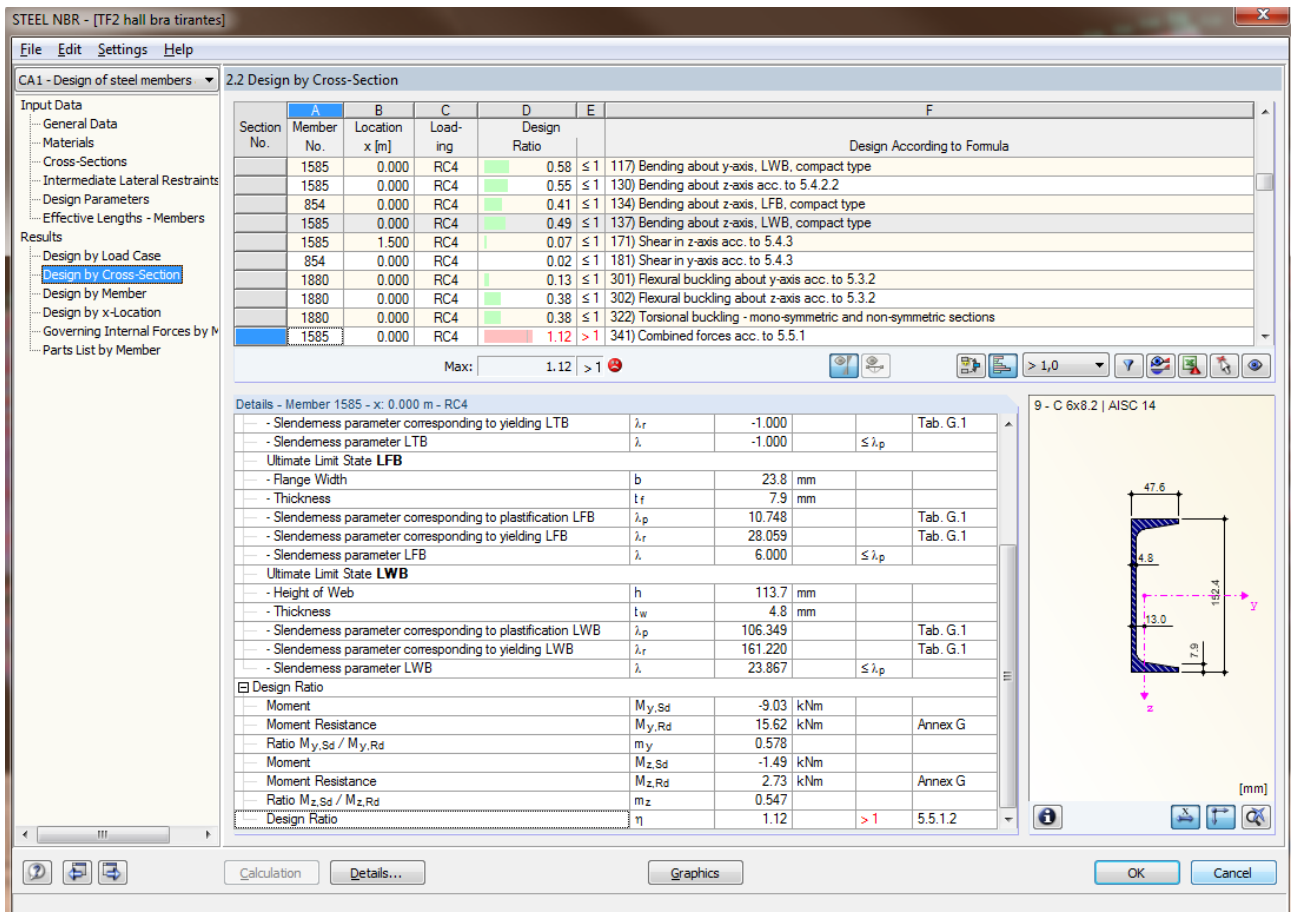 STEEL NBR - [TF2 hall bra tirantes]
File Edit Settings Help
CA1 - Design of steel members
Input Data
General Data
Materials
Cross-Sections
Intermediate Lateral Restraints
Design Parameters
Effective Lengths - Members
Results
Design by Load Case
Design by Cross-Section
Design by Member
Design by x-Location
Governing Internal Forces by M
Parts List by Member
2.2 Design by Cross-Section
A B C D E F
Section Member Location Load- Design
No. No. x [m] ing Ratio Design According to Formula
1585 0.000 RC4 0.58 ≤ 1 117) Bending about y-axis, LWB, compact type
1585 0.000 RC4 0.55 ≤ 1 130) Bending about z-axis acc. to 5.4.2.2
854 0.000 RC4 0.41 ≤ 1 134) Bending about z-axis, LFB, compact type
1585 0.000 RC4 0.49 ≤ 1 137) Bending about z-axis, LWB, compact type
1585 1.500 RC4 0.07 ≤ 1 171) Shear in z-axis acc. to 5.4.3
854 0.000 RC4 0.02 ≤ 1 181) Shear in y-axis acc. to 5.4.3
1880 0.000 RC4 0.13 ≤ 1 301) Flexural buckling about y-axis acc. to 5.3.2
1880 0.000 RC4 0.38 ≤ 1 302) Flexural buckling about z-axis acc. to 5.3.2
1880 0.000 RC4 0.38 ≤ 1 322) Torsional buckling - mono-symmetric and non-symmetric sections
1585 0.000 RC4 1.12 > 1 341) Combined forces acc. to 5.5.1
Max: 1.12 > 1
> 1,0
Details - Member 1585 - x: 0.000 m - RC4
- Slenderness parameter corresponding to yielding LTB λr -1.000 Tab. G.1
- Slenderness parameter LTB λ -1.000 ≤ λp
Ultimate Limit State LFB
- Flange Width b 23.8 mm
- Thickness tf 7.9 mm
- Slenderness parameter corresponding to plastification LFB λp 10.748 Tab. G.1
- Slenderness parameter corresponding to yielding LFB λr 28.059 Tab. G.1
- Slenderness parameter LFB λ 6.000 ≤ λp
Ultimate Limit State LWB
- Height of Web h 113.7 mm
- Thickness tw 4.8 mm
- Slenderness parameter corresponding to plastification LWB λp 106.349 Tab. G.1
- Slenderness parameter corresponding to yielding LWB λr 161.220 Tab. G.1
- Slenderness parameter LWB λ 23.867 ≤ λp
Design Ratio
Moment My,Sd -9.03 kNm
Moment Resistance My,Rd 15.62 kNm Annex G
Ratio My,Sd / My,Rd my 0.578
Moment Mz,Sd -1.49 kNm
Moment Resistance Mz,Rd 2.73 kNm Annex G
Ratio Mz,Sd / Mz,Rd mz 0.547
Design Ratio η 1.12 > 1 5.5.1.2
9 - C 6x8.2 | AISC 14
47.6
4.8
152.4
y
13.0
7.9
z
[mm]
Calculation
Details...
Graphics
OK
Cancel